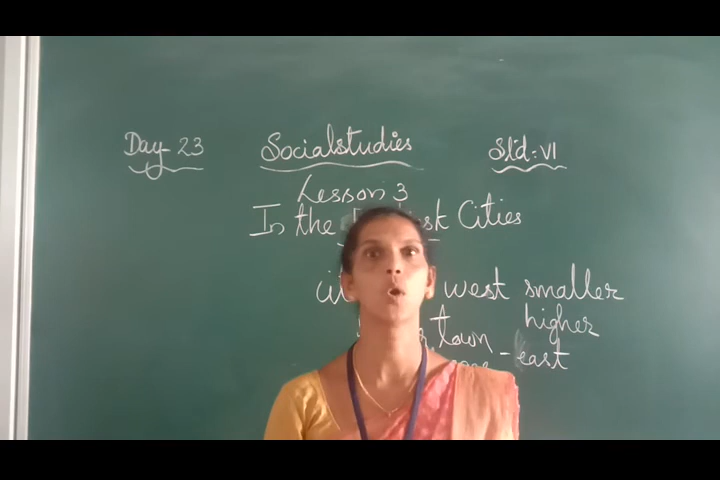 Day-23 Socialstudies Std:VI
Lesson 3
In the Cities
west smaller
higher
town
- east